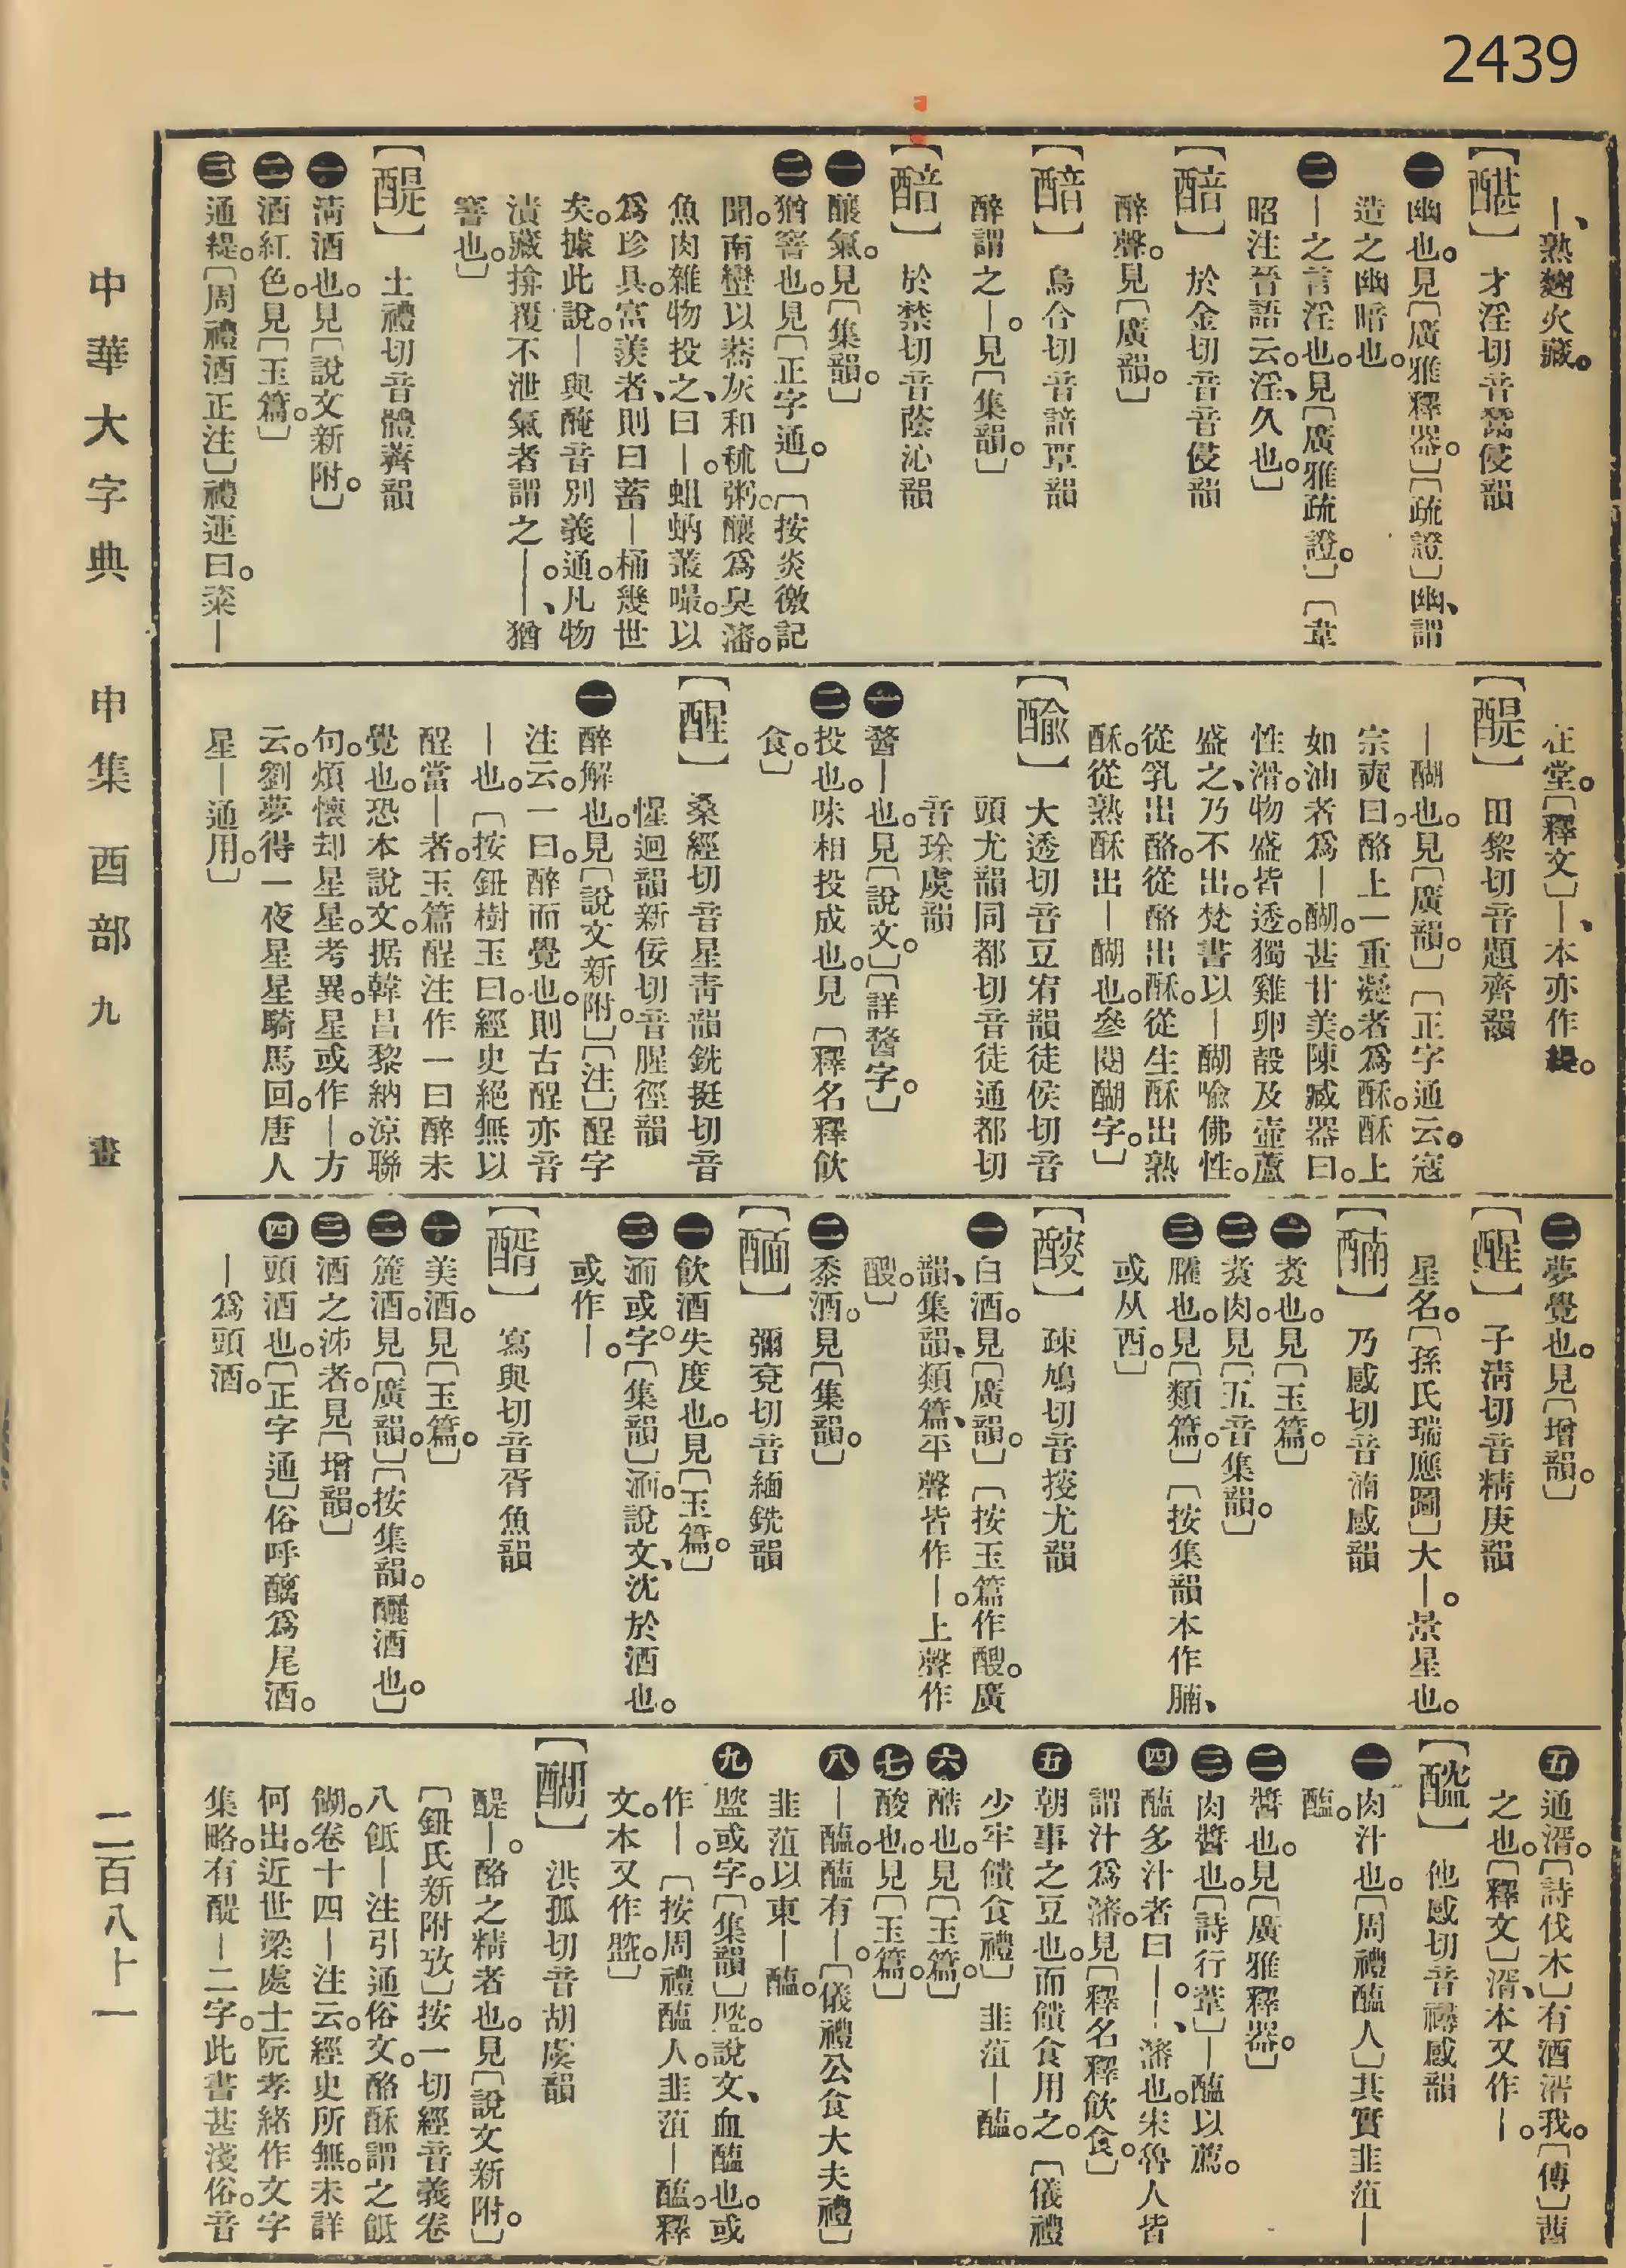 2439
—、熟麴火藏。
【醓】才淫切音鬵侵韻
㊀幽也。見〔廣雅釋器。〕〔疏證〕幽、謂
造之幽暗也。
㊁—之言淫也。見〔廣雅疏證。〕〔韋
昭注晉語云。淫、久也。〕
【醅】於金切音音侵韻
醉聲。見〔廣韻。〕
【醅】烏含切音諳覃韻
醉謂之—。見〔集韻。〕
【醅】於禁切音蔭沁韻
㊀釀氣。見〔集韻。〕
㊁猶窨也。見〔正字通。〕〔按炎徼記
聞。南蠻以蕎灰和秫粥。釀爲臭瀋。
魚肉雜物投之、曰—。蛆蚋叢嘬。以
爲珍具。富羡者、則曰蓄—桶幾世
矣。據此說。—與醃音別義通。凡物
漬藏揜覆不泄氣者謂之—。—、猶
窨也。〕
【醍】土禮切音體薺韻
㊀淸酒也。見〔說文新附。〕
㊁酒紅色。見〔玉篇。〕
㊂通緹。〔周禮酒正注〕禮運曰。粢—
在堂。〔釋文〕—、本亦作緹。
【醍】田黎切音題齊韻
—醐也。見〔廣韻。〕〔正字通云。寇
宗奭曰。酪上一重凝者爲酥。酥上
如油者爲—醐。甚甘美。陳臧器曰。
性滑。物盛皆透。獨雞卵殼及壺蘆
盛之、乃不出。梵書以—醐喻佛性。
從乳出酪。從酪出酥。從生酥出熟
酥。從熟酥出—醐也。參閱醐字。〕
【醶】大透切音豆宥韻徒侯切音
頭尤韻同都切音徒通都切
音瑹虞韻
㊀醔—也。見〔說文。〕〔詳醔字。〕
㊁投也。味相投成也。見〔釋名釋飲
食。〕
【醒】桑經切音星靑韻銑挺切音
惺迥韻新佞切音腥徑韻
㊀醉解也。見〔說文新附。〕〔注〕酲字
注云。一曰。醉而覺也。則古酲亦音
—也。〔按鈕樹玉曰。經史絕無以
酲當—者。玉篇酲注作一曰醉未
覺也。恐本說文。据韓昌黎納涼聯
句。煩懷却星星。考異。星或作—。方
云。劉夢得一夜星星騎馬回。唐人
星—通用。〕
㊁夢覺也。見〔增韻。〕
【醒】子淸切音精庚韻
星名。〔孫氏瑞應圖〕大—。景星也。
【醎】乃感切音湳感韻
㊀煑也。見〔玉篇。〕
㊁煑肉。見〔五音集韻。〕
㊂臛也。見〔類篇。〕〔按集韻本作腩、
或从酉。〕
【醙】疎鳩切音搜尤韻
㊀白酒。見〔廣韻。〕〔按玉篇作醙。廣
韻、集韻、類篇、平聲皆作—。上聲作
醙。〕
㊁黍酒。見〔集韻。〕
【醽】彌兗切音緬銑韻
㊀飲酒失度也。見〔玉篇。〕
㊁湎或字。〔集韻〕湎。說文、沈於酒也。
或作—。
【醑】寫與切音胥魚韻
㊀美酒。見〔玉篇。〕
㊁簏酒。見〔廣韻。〕〔按集韻。釃酒也。〕
㊂酒之泲者。見〔增韻。〕
㊃頭酒也。〔正字通〕俗呼醨爲尾酒。
—爲頭酒。
㊄通湑。〔詩伐木〕有酒湑我。〔傳〕茜
之也。〔釋文〕湑、本又作—。
【醓】他感切音襑感韻
㊀肉汁也。〔周禮醢人〕其實韭菹—
醢。
㊁醬也。見〔廣雅釋器。〕
㊂肉醬也。〔詩行葦〕—醢以薦。
㊃醢多汁者曰—。—、瀋也。宋魯人皆
謂汁爲瀋。見〔釋名釋飲食。〕
㊄朝事之豆也。而饋食用之。〔儀禮
少牢饋食禮〕韭菹—醢。
㊅醋也。見〔玉篇。〕
㊆酸也。見〔玉篇。〕
㊇—醢。醢有—。〔儀禮公食大夫禮〕
韭菹以東—醢。
㊈𥂓或字。〔集韻〕𥂓。說文、血醢也。或
作—。〔按周禮醢人。韭菹—醢。釋
文。本又作𥂓。〕
【醐】洪孤切音胡虞韻
醍—。酪之精者也。見〔說文新附。〕
〔鈕氏新附攷〕按一切經音義卷
八䬫—注引通俗文。酪酥謂之䬫
餬。卷十四—注云。經史所無。未詳
何出。近世梁處士阮孝緒作文字
集略。有醍—二字。此書甚淺俗。音
中華大字典 申集 酉部 九畫
二百八十一